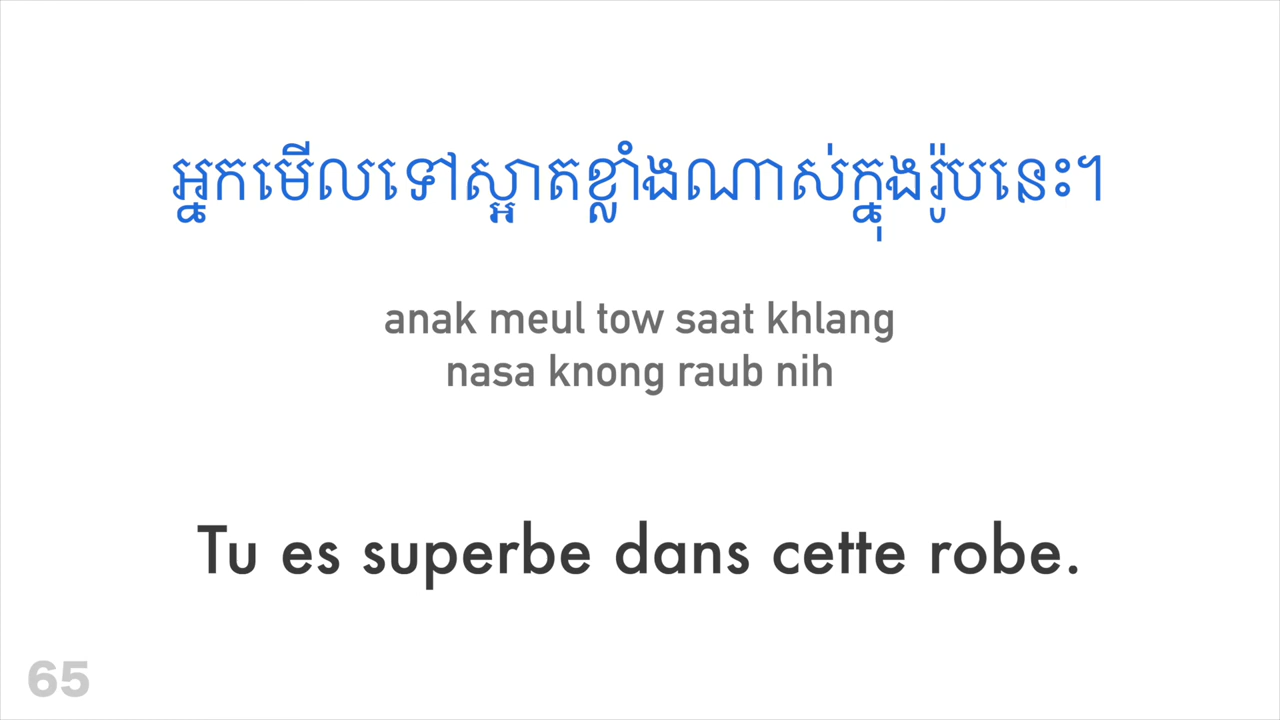 អ្នកមើលទៅស្អាតខ្លាំងណាស់ក្នុងរ៉ូបនេះ។
anak meul tow saat khlang
nasa knong raub nih
Tu es superbe dans cette robe.
65